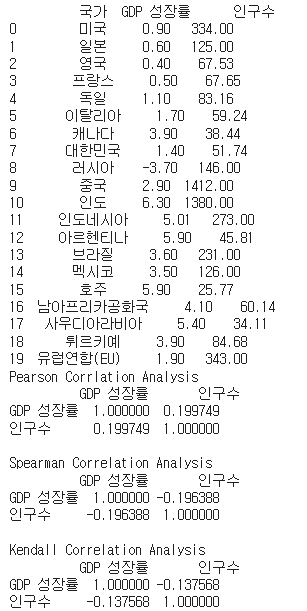 국가 GDP 성장률 인구수
0 미국 0.90 334.00
1 일본 0.60 125.00
2 영국 0.40 67.53
3 프랑스 0.50 67.65
4 독일 1.10 83.16
5 이탈리아 1.70 59.24
6 캐나다 3.90 38.44
7 대한민국 1.40 51.74
8 러시아 -3.70 146.00
9 중국 2.90 1412.00
10 인도 6.30 1380.00
11 인도네시아 5.01 273.00
12 아르헨티나 5.90 45.81
13 브라질 3.60 231.00
14 멕시코 3.50 126.00
15 호주 5.90 25.77
16 남아프리카공화국 4.10 60.14
17 사우디아라비아 5.40 34.11
18 튀르키예 3.90 84.68
19 유럽연합(EU) 1.90 343.00
Pearson Corrlation Analysis
GDP 성장률 인구수
GDP 성장률 1.000000 0.199749
인구수 0.199749 1.000000
Spearman Correlation Analysis
GDP 성장률 인구수
GDP 성장률 1.000000 -0.196388
인구수 -0.196388 1.000000
Kendall Correlation Analysis
GDP 성장률 인구수
GDP 성장률 1.000000 -0.137568
인구수 -0.137568 1.000000